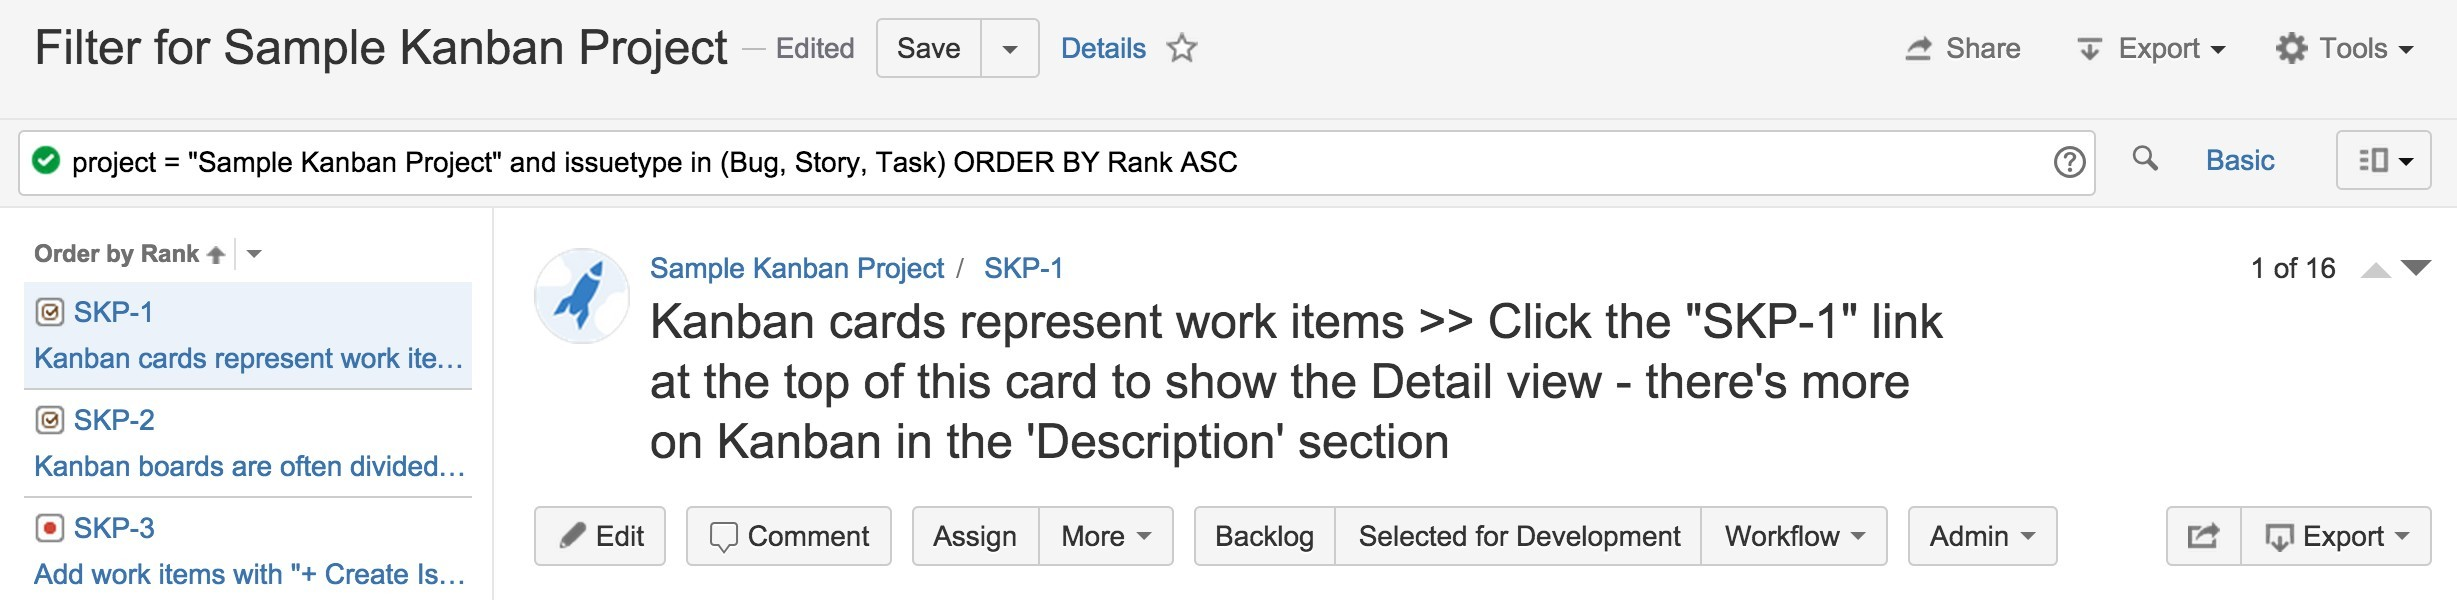 Filter for Sample Kanban Project — Edited Save Details Share Export Tools
project = "Sample Kanban Project" and issuetype in (Bug, Story, Task) ORDER BY Rank ASC ? Basic
Order by Rank
SKP-1
Kanban cards represent work ite...
SKP-2
Kanban boards are often divided...
SKP-3
Add work items with "+ Create Is...
Sample Kanban Project / SKP-1
1 of 16
Kanban cards represent work items >> Click the "SKP-1" link
at the top of this card to show the Detail view - there's more
on Kanban in the 'Description' section
Edit Comment Assign More Backlog Selected for Development Workflow Admin Export